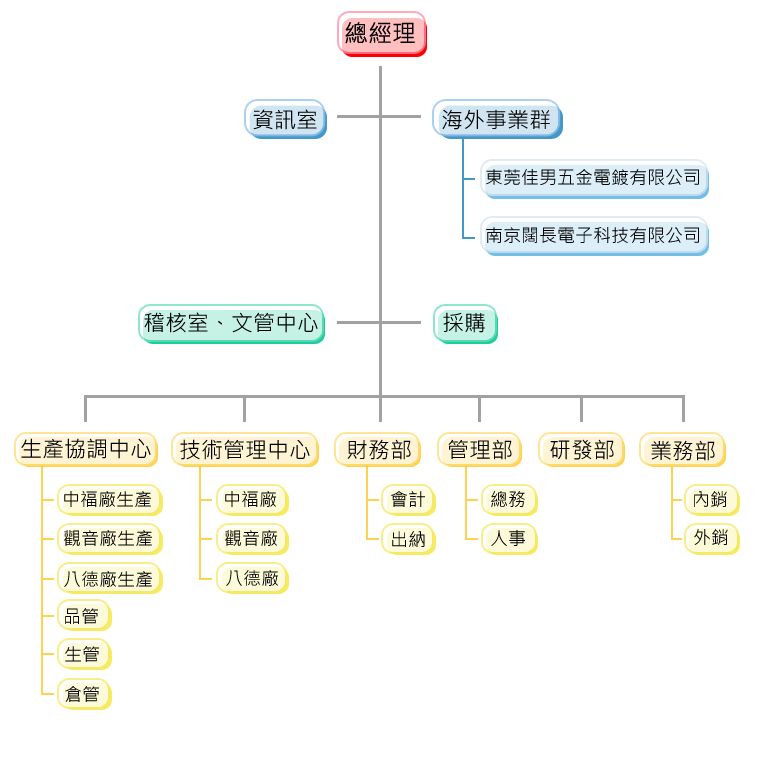 總經理
資訊室
海外事業群
東莞佳男五金電鍍有限公司
南京闊長電子科技有限公司
稽核室、文管中心
採購
生產協調中心
技術管理中心
財務部
管理部
研發部
業務部
中福廠生產
觀音廠生產
八德廠生產
品管
生管
倉管
中福廠
觀音廠
八德廠
會計
出納
總務
人事
內銷
外銷